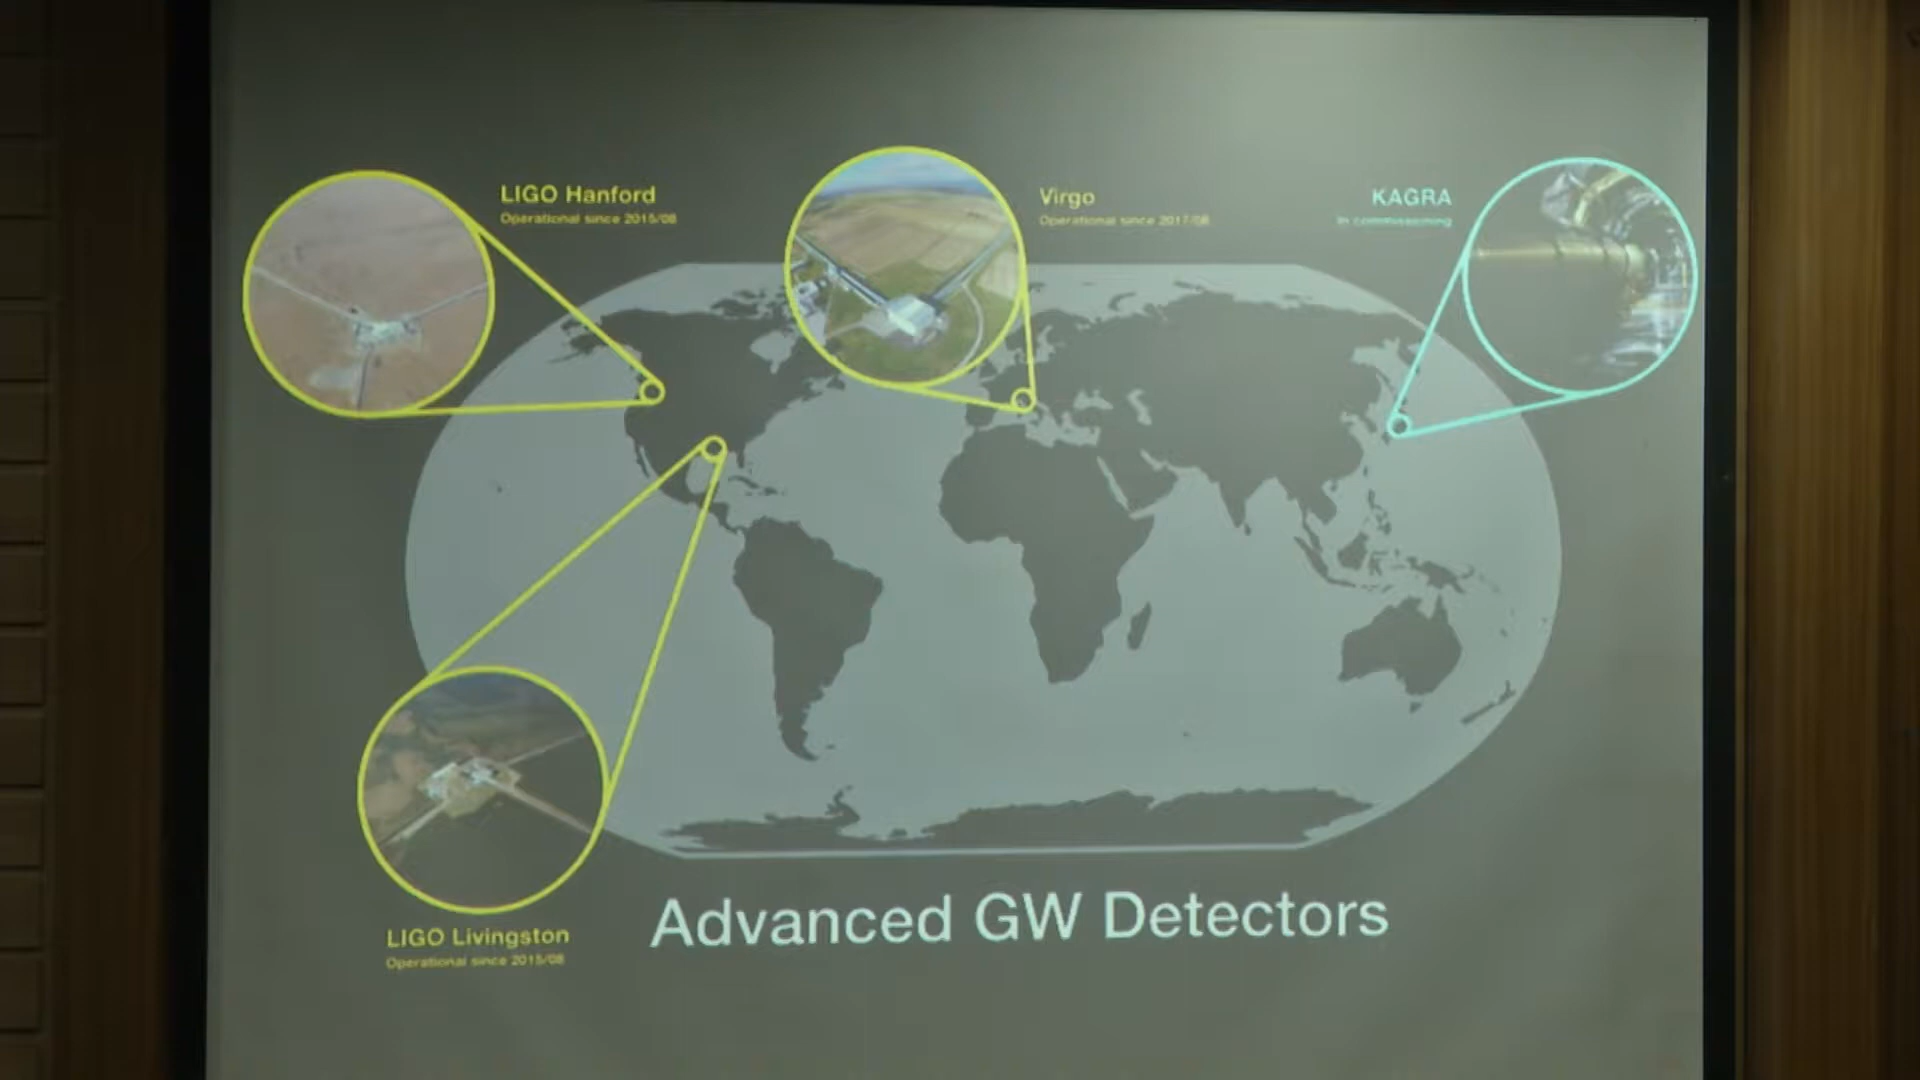 LIGO Hanford
Operational since 2015/08
Virgo
Operational since 2017/08
KAGRA
In commissioning
LIGO Livingston
Operational since 2015/08
Advanced GW Detectors